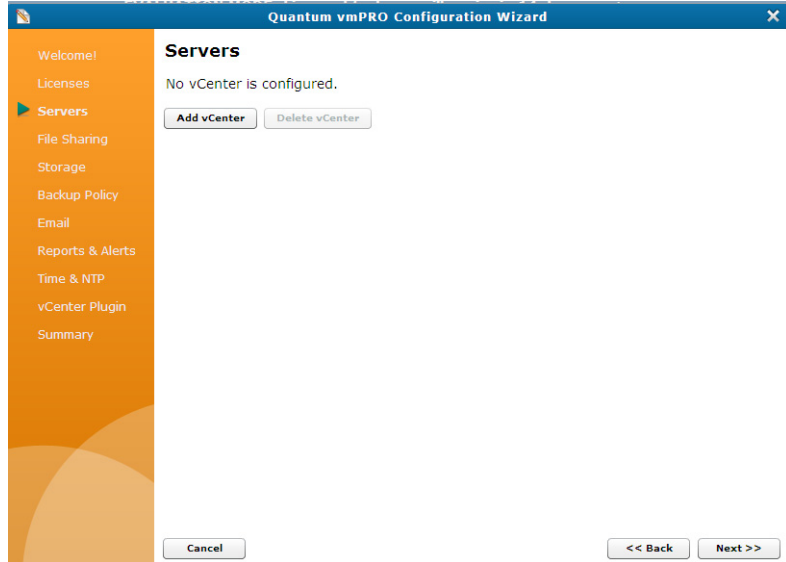 Quantum vmPRO Configuration Wizard
Welcome!
Licenses
Servers
File Sharing
Storage
Backup Policy
Email
Reports & Alerts
Time & NTP
vCenter Plugin
Summary
Servers
No vCenter is configured.
Add vCenter
Delete vCenter
Cancel
<< Back
Next >>